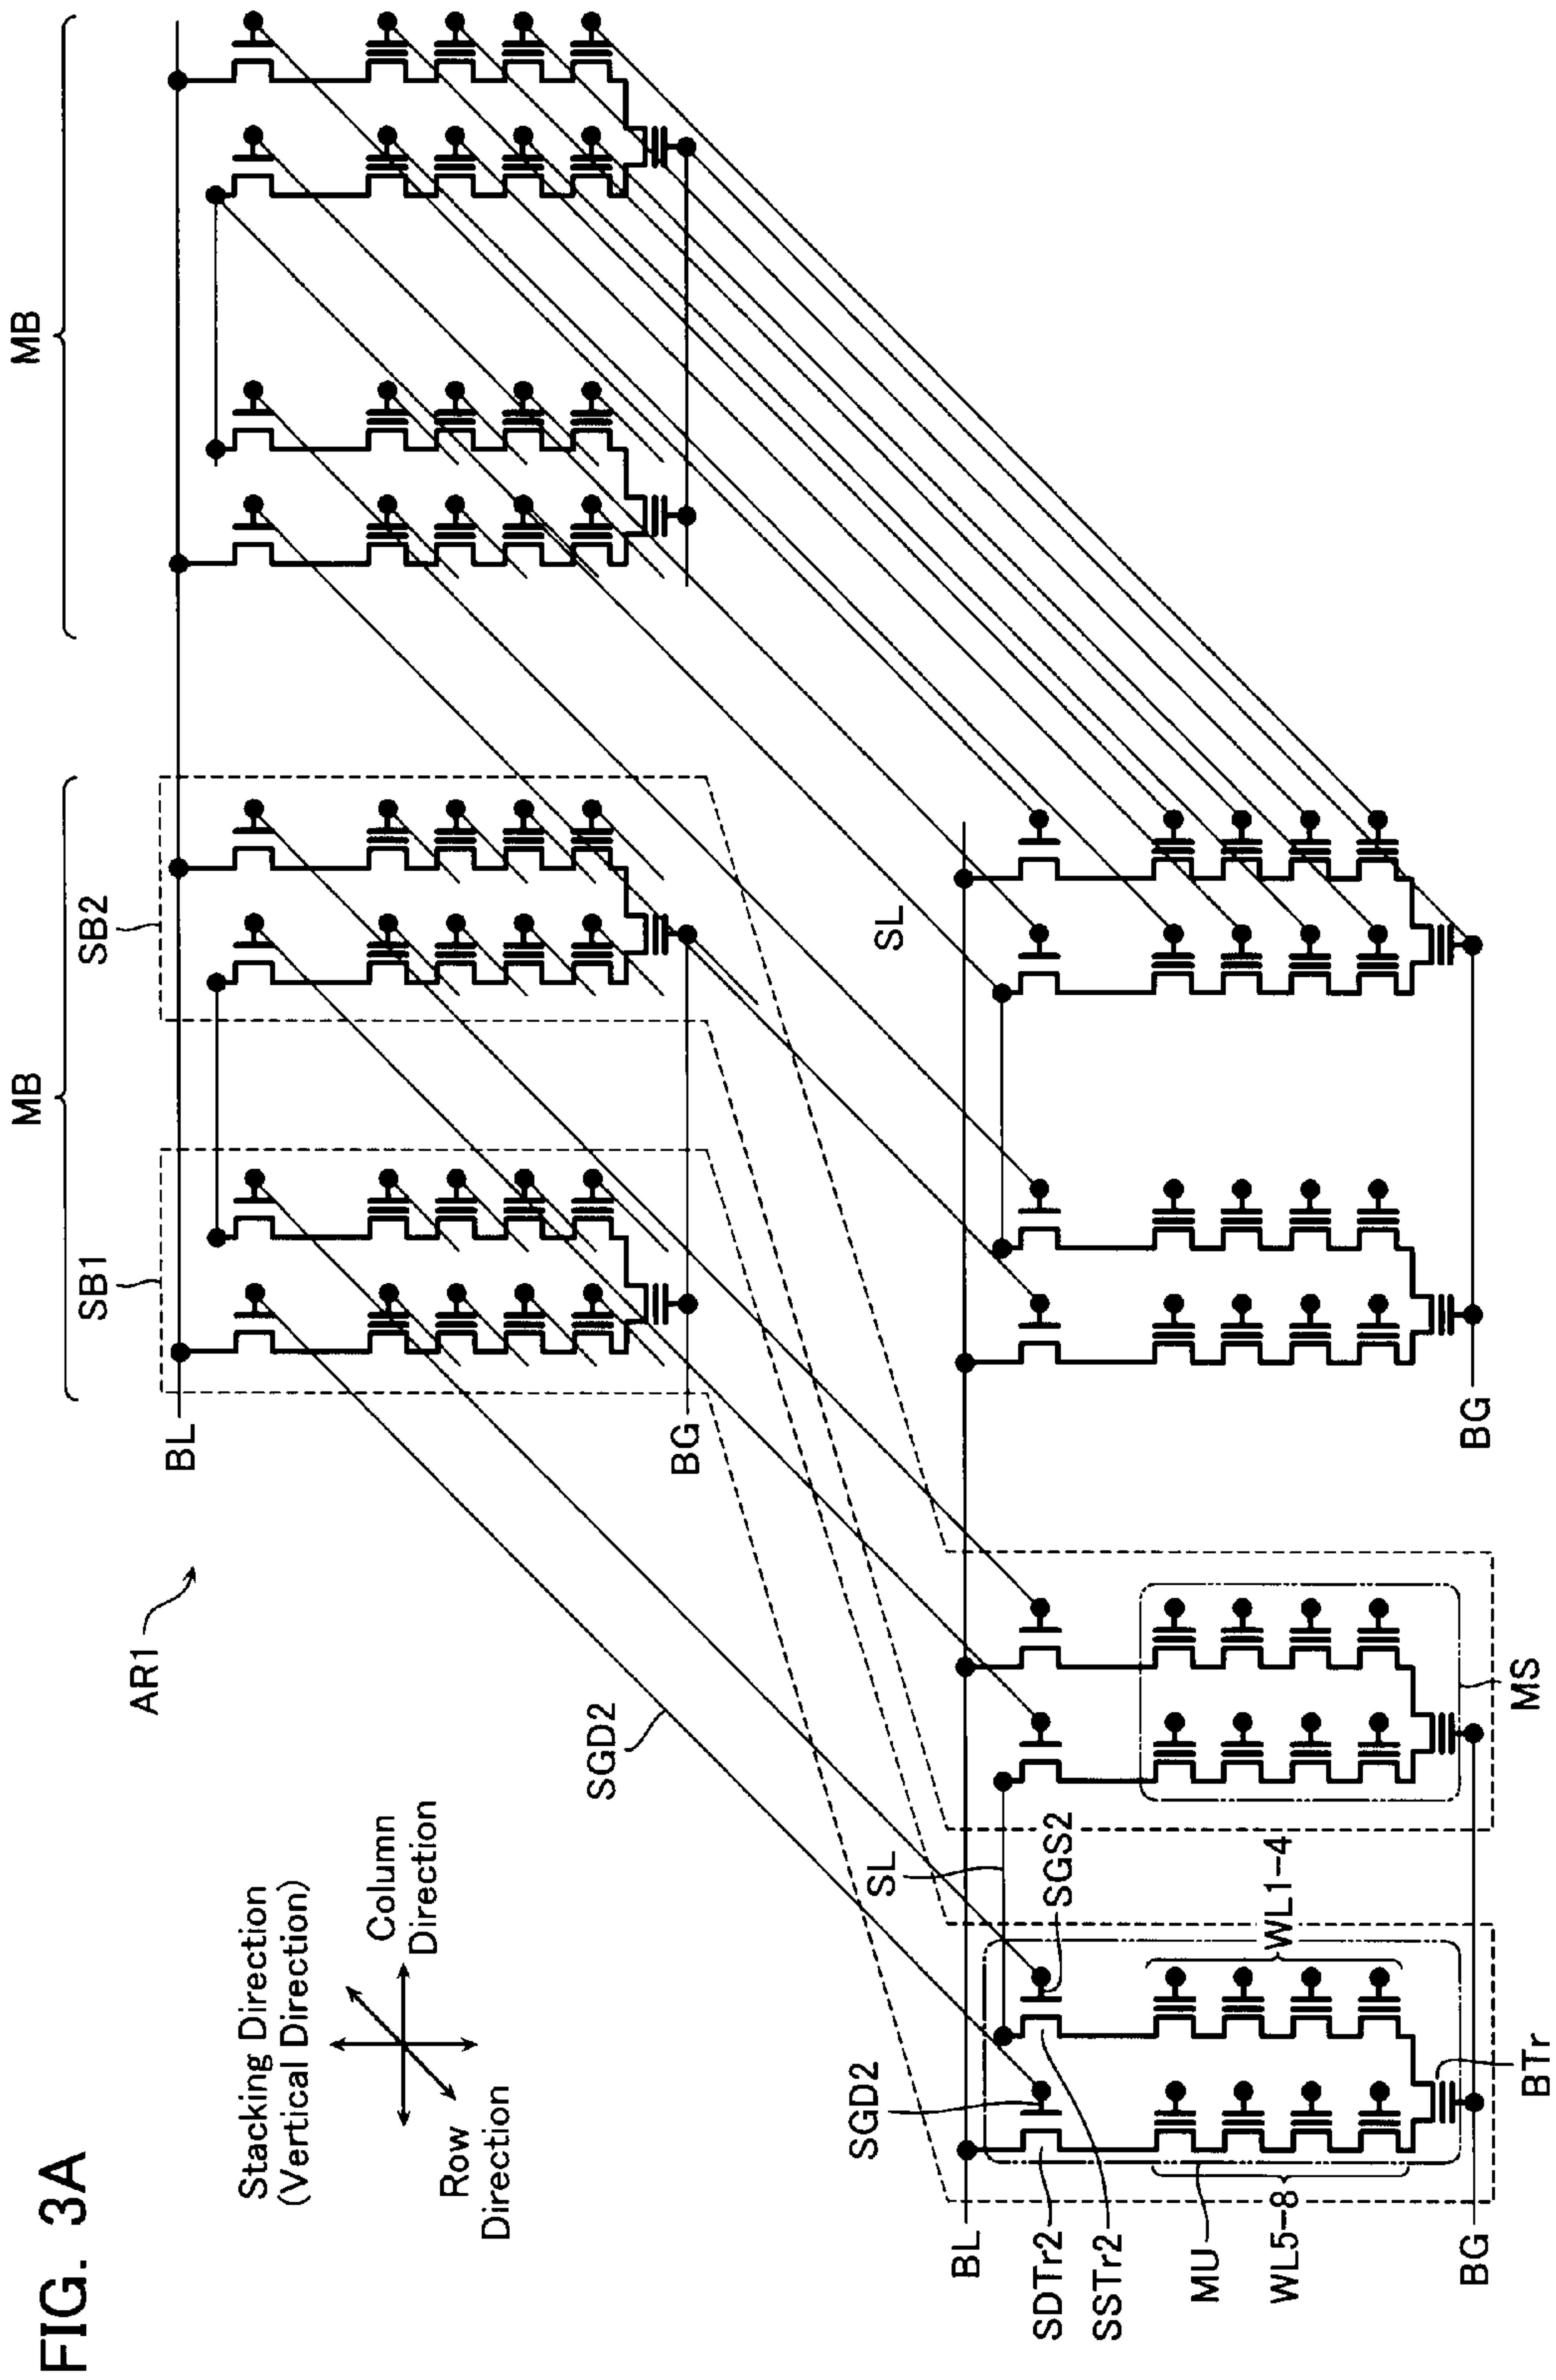 FIG. 3A
Stacking Direction
(Vertical Direction)
Column
Direction
Row
Direction
AR1
MB
MB
SB1
SB2
BL
BG
SGD2
SL
SL
SGD2
SGS2
WL1-4
BL
SDTr2
SSTr2
MU
WL5-8
BG
BTr
MS
BG